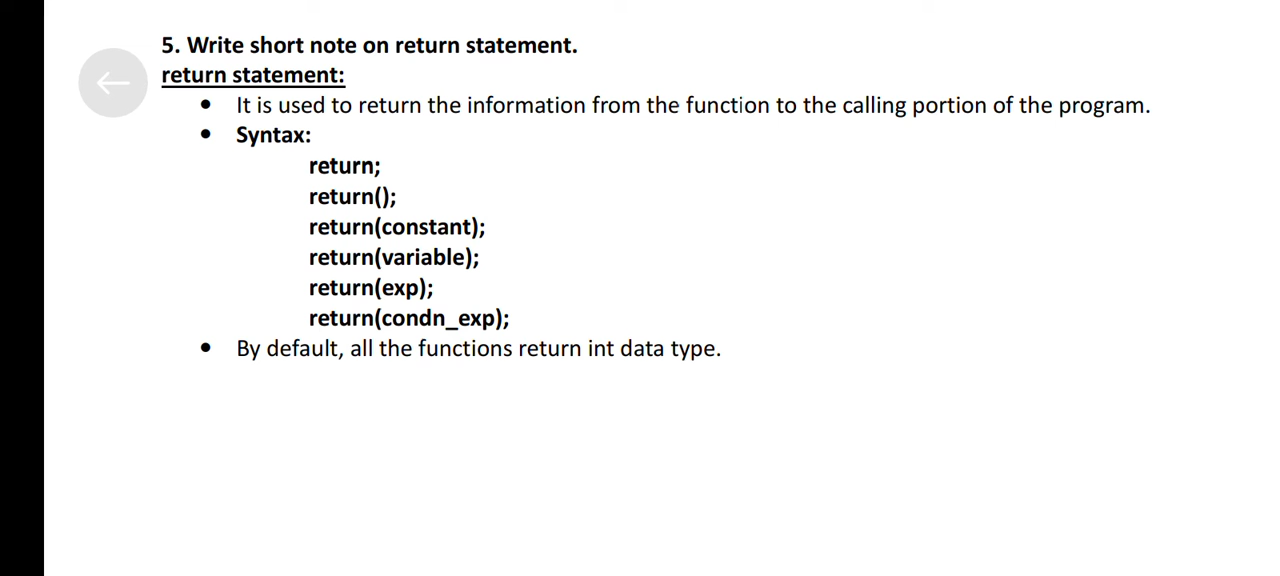 5. Write short note on return statement.
return statement:
• It is used to return the information from the function to the calling portion of the program.
• Syntax:
return;
return();
return(constant);
return(variable);
return(exp);
return(condn_exp);
• By default, all the functions return int data type.